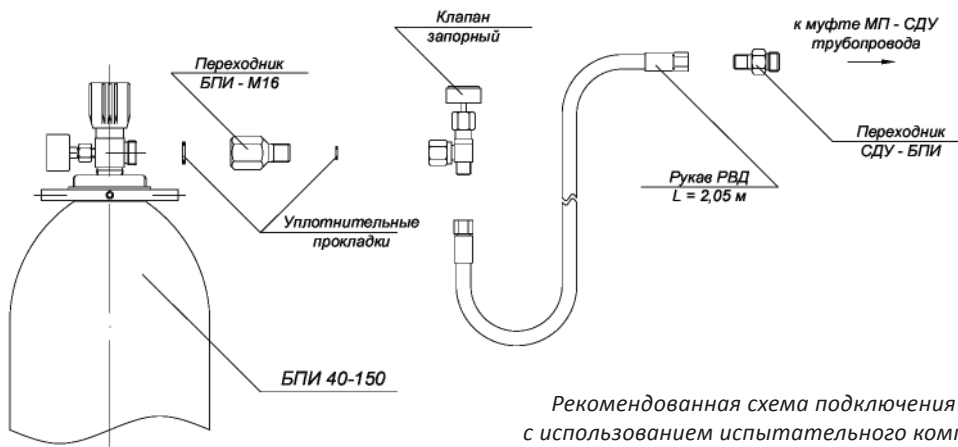 Клапан
запорный
к муфте МП - СДУ
трубопровода
Переходник
БПИ - М16
Переходник
СДУ - БПИ
Рукав РВД
L = 2,05 м
Уплотнительные
прокладки
БПИ 40-150
Рекомендованная схема подключения
с использованием испытательного